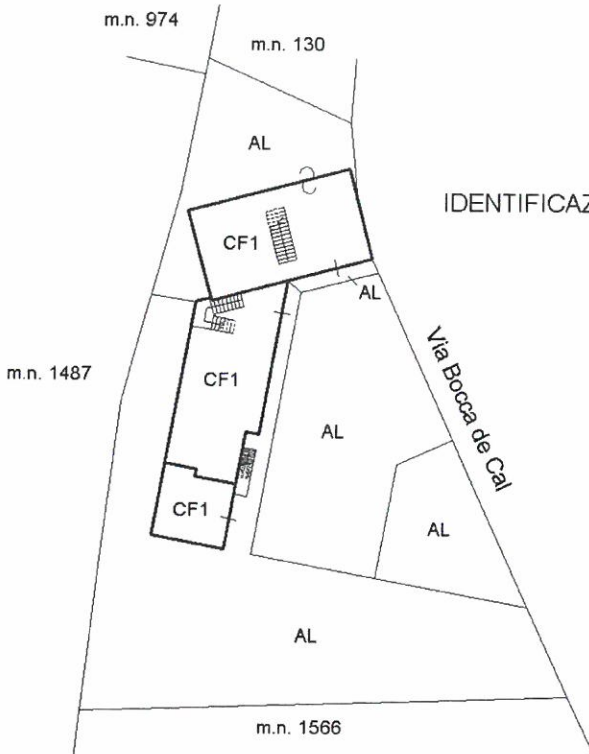 m.n. 974
m.n. 130
AL
IDENTIFICAZ
CF1
AL
Via Bocca de Cal
m.n. 1487
CF1
AL
CF1
AL
AL
m.n. 1566